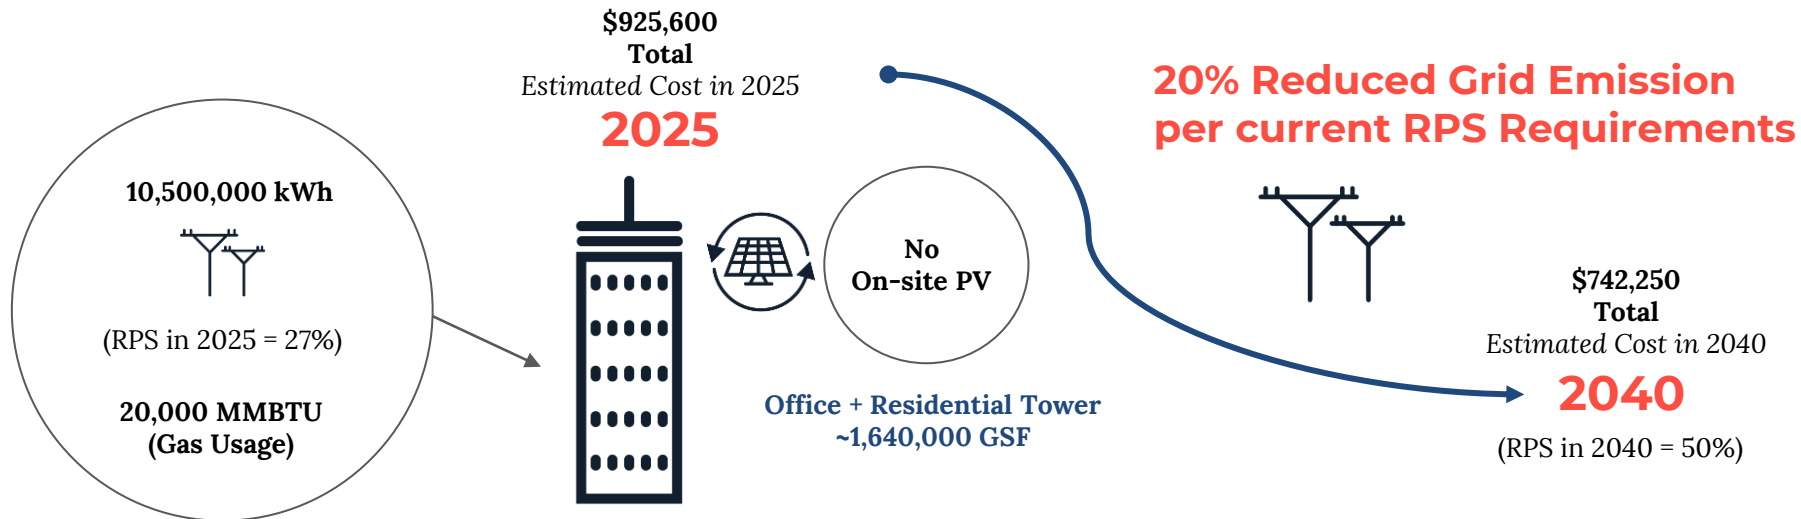 $925,600
Total
Estimated Cost in 2025
2025
20% Reduced Grid Emission
per current RPS Requirements
10,500,000 kWh
(RPS in 2025 = 27%)
20,000 MMBTU
(Gas Usage)
No
On-site PV
Office + Residential Tower
~1,640,000 GSF
$742,250
Total
Estimated Cost in 2040
2040
(RPS in 2040 = 50%)